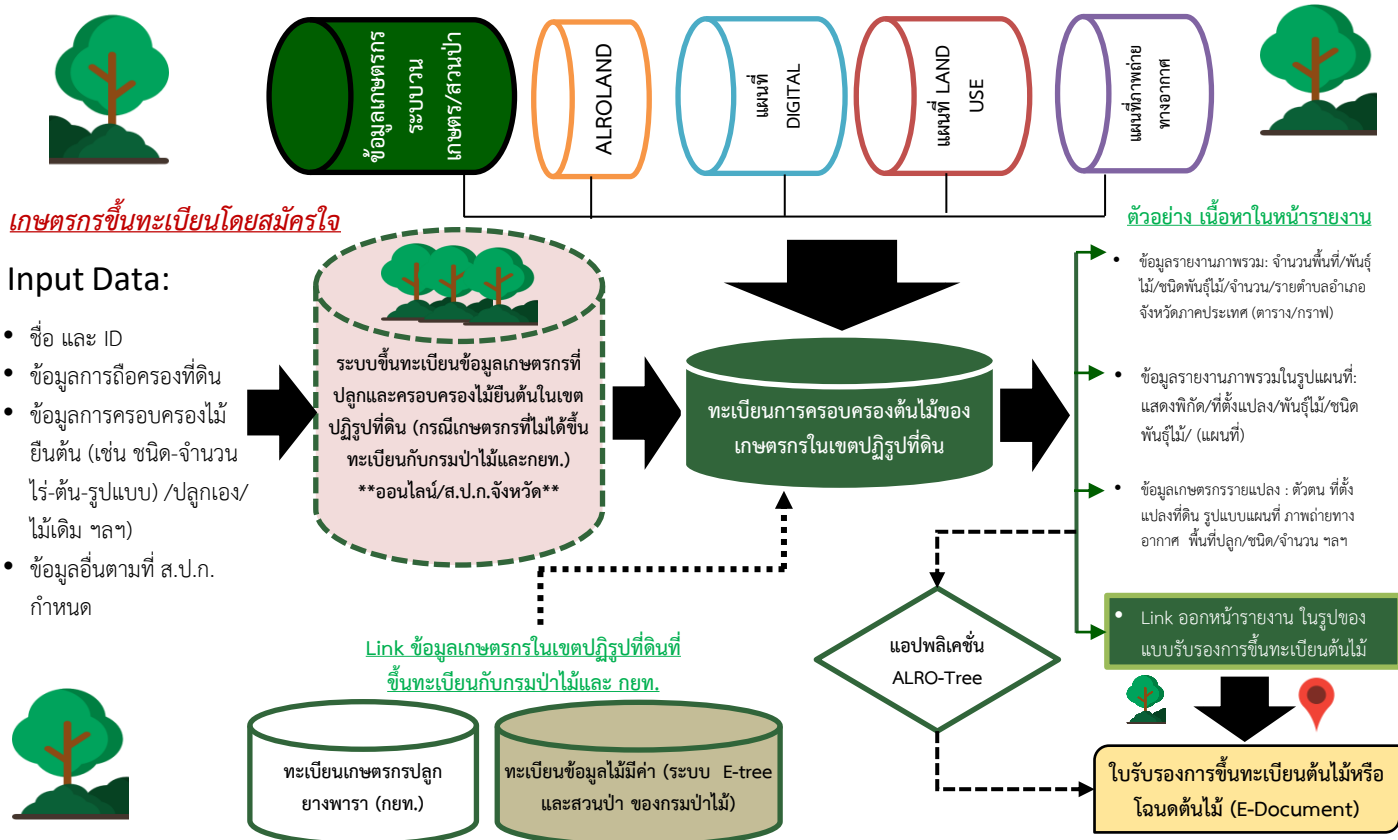 ข้อมูลเกษตรกร
ระบบวน
เกษตร/สวนป่า
ALROLAND
แผนที่
DIGITAL
แผนที่ LAND
USE
แผนที่ภาพถ่าย
ทางอากาศ
เกษตรกรขึ้นทะเบียนโดยสมัครใจ
Input Data:
• ชื่อ และ ID
• ข้อมูลการถือครองที่ดิน
• ข้อมูลการครอบครองไม้
ยืนต้น (เช่น ชนิด-จำนวน
ไร่-ต้น-รูปแบบ) /ปลูกเอง/
ไม้เดิม ฯลฯ)
• ข้อมูลอื่นตามที่ ส.ป.ก.
กำหนด
ระบบขึ้นทะเบียนข้อมูลเกษตรกรที่
ปลูกและครอบครองไม้ยืนต้นในเขต
ปฏิรูปที่ดิน (กรณีเกษตรกรที่ไม่ได้ขึ้น
ทะเบียนกับกรมป่าไม้และกยท.)
**ออนไลน์/ส.ป.ก.จังหวัด**
ทะเบียนการครอบครองต้นไม้ของ
เกษตรกรในเขตปฏิรูปที่ดิน
ตัวอย่าง เนื้อหาในหน้ารายงาน
• ข้อมูลรายงานภาพรวม: จำนวนพื้นที่/พันธุ์
ไม้/ชนิดพันธุ์ไม้/จำนวน/รายตำบลอำเภอ
จังหวัดภาคประเทศ (ตาราง/กราฟ)
• ข้อมูลรายงานภาพรวมในรูปแผนที่:
แสดงพิกัด/ที่ตั้งแปลง/พันธุ์ไม้/ชนิด
พันธุ์ไม้/ (แผนที่)
• ข้อมูลเกษตรกรรายแปลง : ตัวตน ที่ตั้ง
แปลงที่ดิน รูปแบบแผนที่ ภาพถ่ายทาง
อากาศ พื้นที่ปลูก/ชนิด/จำนวน ฯลฯ
• Link ออกหน้ารายงาน ในรูปของ
แบบรับรองการขึ้นทะเบียนต้นไม้
Link ข้อมูลเกษตรกรในเขตปฏิรูปที่ดินที่
ขึ้นทะเบียนกับกรมป่าไม้และ กยท.
แอปพลิเคชั่น
ALRO-Tree
ทะเบียนเกษตรกรปลูก
ยางพารา (กยท.)
ทะเบียนข้อมูลไม้มีค่า (ระบบ E-tree
และสวนป่า ของกรมป่าไม้)
ใบรับรองการขึ้นทะเบียนต้นไม้หรือ
โฉนดต้นไม้ (E-Document)